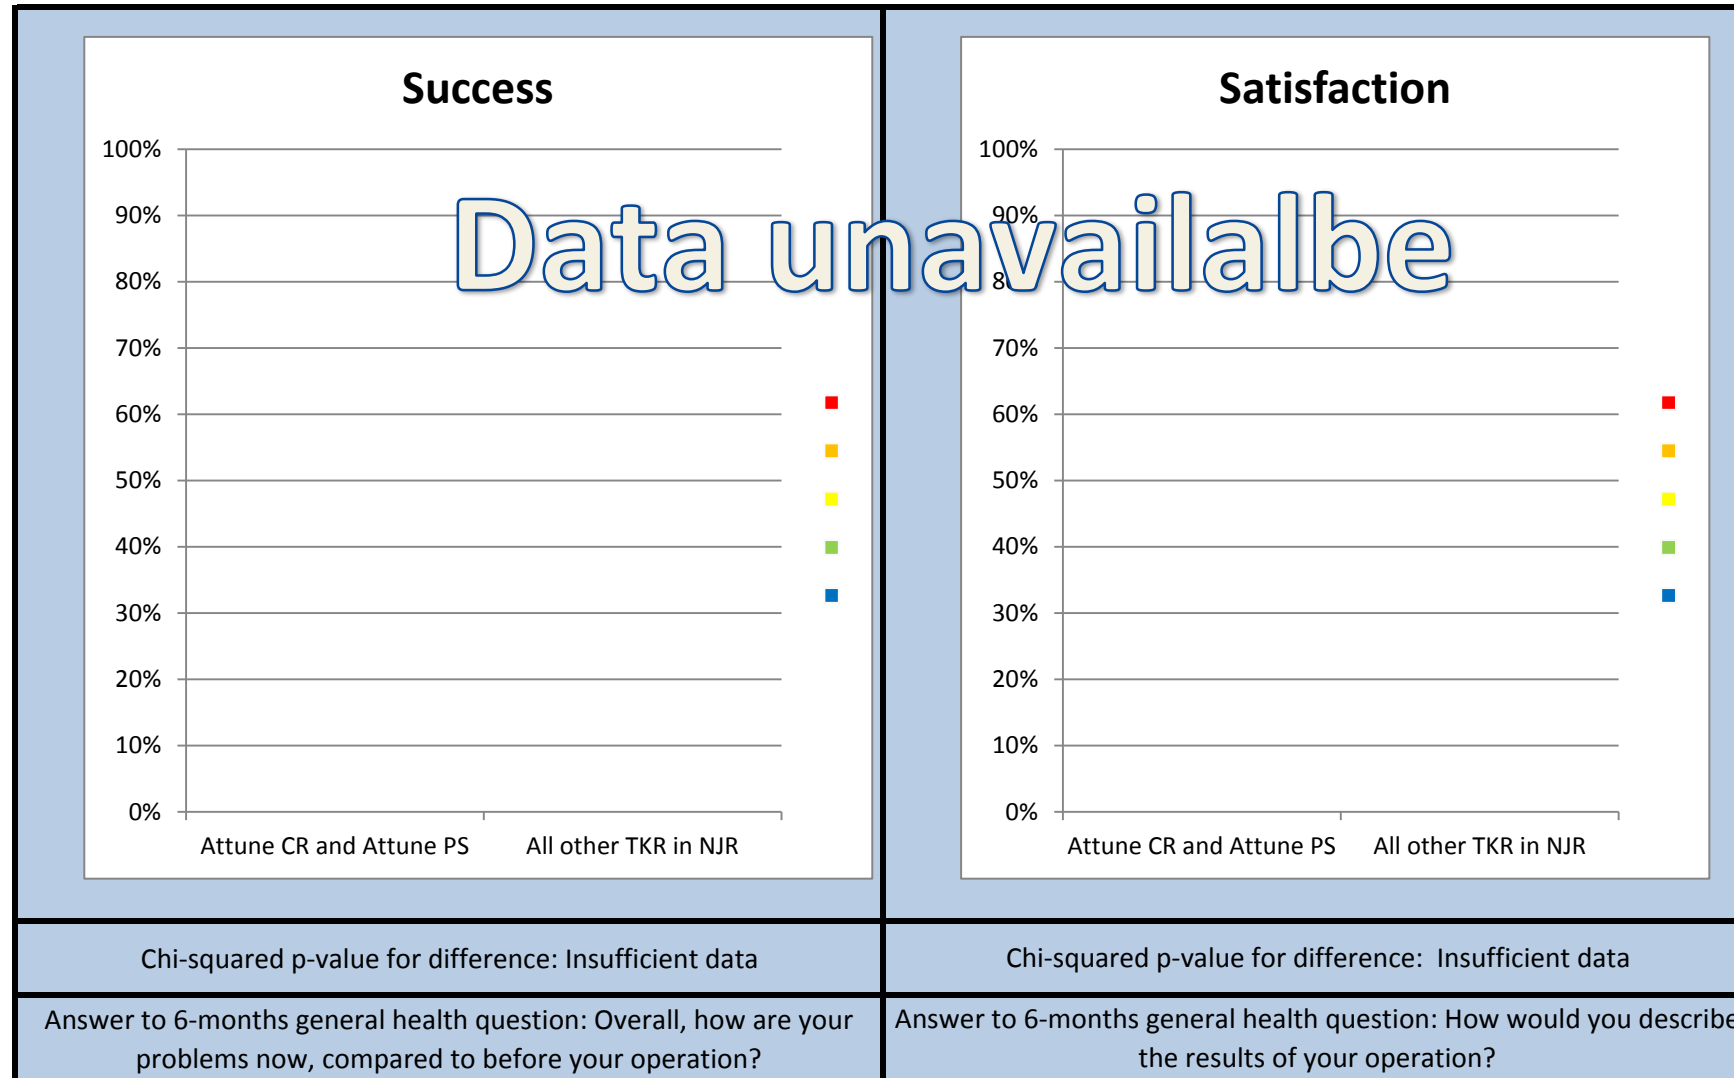 Success
100%
90%
80%
70%
60%
50%
40%
30%
20%
10%
0%
Attune CR and Attune PS
All other TKR in NJR
Satisfaction
100%
90%
80%
70%
60%
50%
40%
30%
20%
10%
0%
Attune CR and Attune PS
All other TKR in NJR
Data unavailalbe
Chi-squared p-value for difference: Insufficient data
Chi-squared p-value for difference: Insufficient data
Answer to 6-months general health question: Overall, how are your
problems now, compared to before your operation?
Answer to 6-months general health question: How would you describe
the results of your operation?